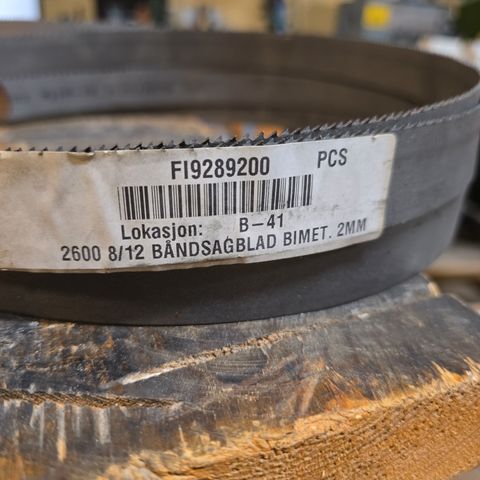 FI9289200 PCS
Lokasjon: B-41
2600 8/12 BÅNDSAGBLAD BIMET. 2MM